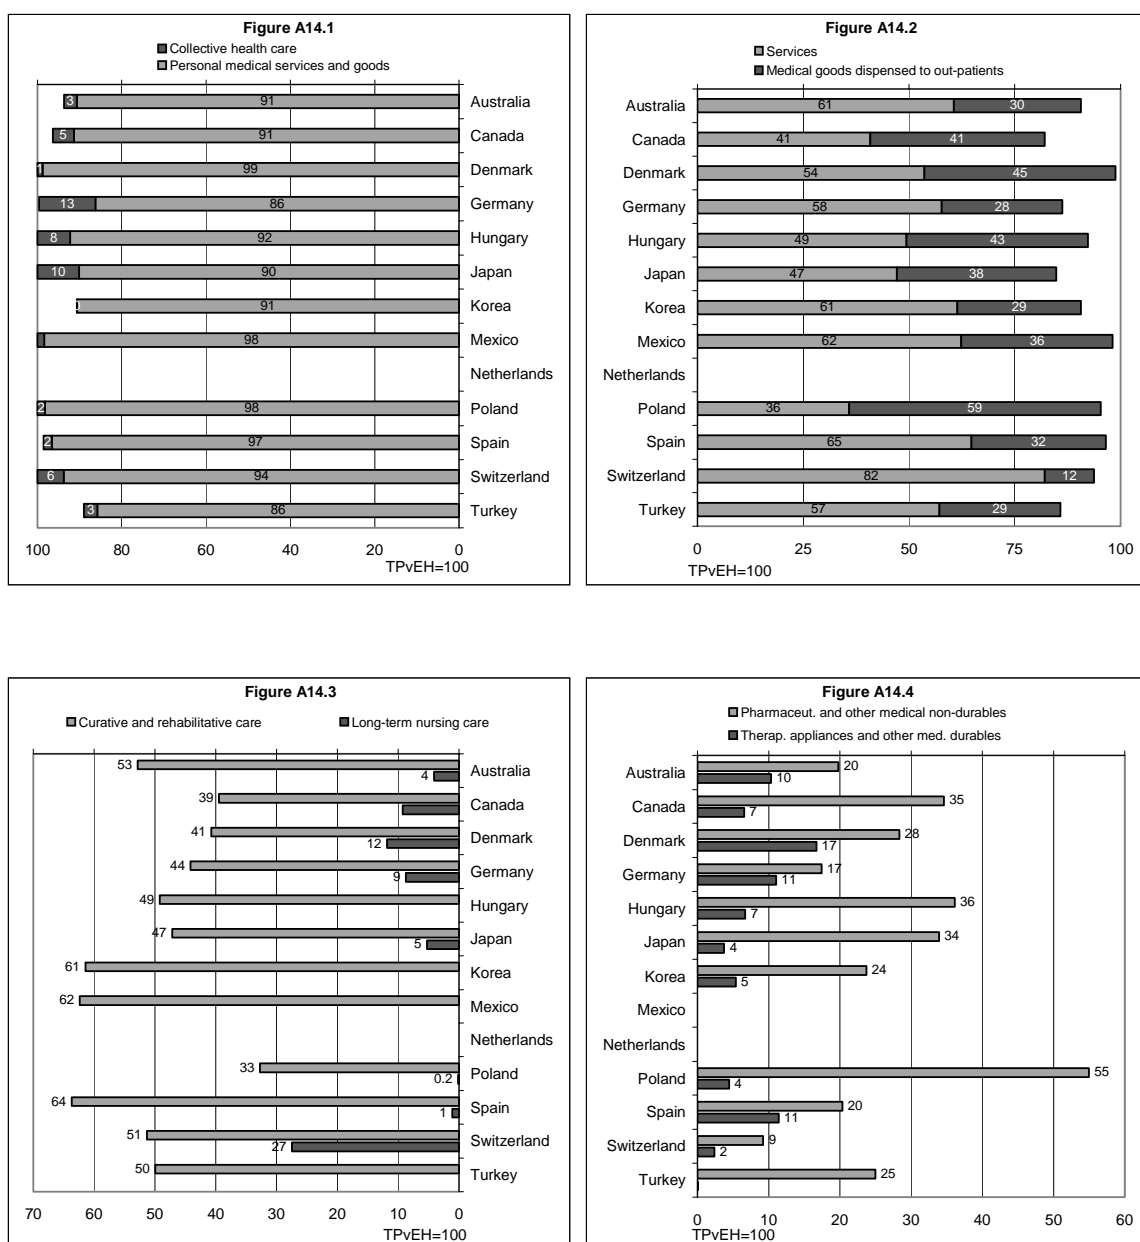 Figure A14.1
Collective health care
Personal medical services and goods
3 91 Australia
5 91 Canada
1 99 Denmark
13 86 Germany
8 92 Hungary
10 90 Japan
0 91 Korea
98 Mexico
Netherlands
2 98 Poland
2 97 Spain
6 94 Switzerland
3 86 Turkey
100 80 60 40 20 0
TPvEH=100
Figure A14.2
Services
Medical goods dispensed to out-patients
Australia 61 30
Canada 41 41
Denmark 54 45
Germany 58 28
Hungary 49 43
Japan 47 38
Korea 61 29
Mexico 62 36
Netherlands
Poland 36 59
Spain 65 32
Switzerland 82 12
Turkey 57 29
0 25 50 75 100
TPvEH=100
Figure A14.3
Curative and rehabilitative care Long-term nursing care
53 4 Australia
39 Canada
41 12 Denmark
44 9 Germany
49 Hungary
47 5 Japan
61 Korea
62 Mexico
Netherlands
33 0.2 Poland
64 1 Spain
51 27 Switzerland
50 Turkey
70 60 50 40 30 20 10 0
TPvEH=100
Figure A14.4
Pharmaceut. and other medical non-durables
Therap. appliances and other med. durables
Australia 20 10
Canada 35 7
Denmark 28 17
Germany 17 11
Hungary 36 7
Japan 34 4
Korea 24 5
Mexico
Netherlands
Poland 55 4
Spain 20 11
Switzerland 9 2
Turkey 25
0 10 20 30 40 50 60
TPvEH=100